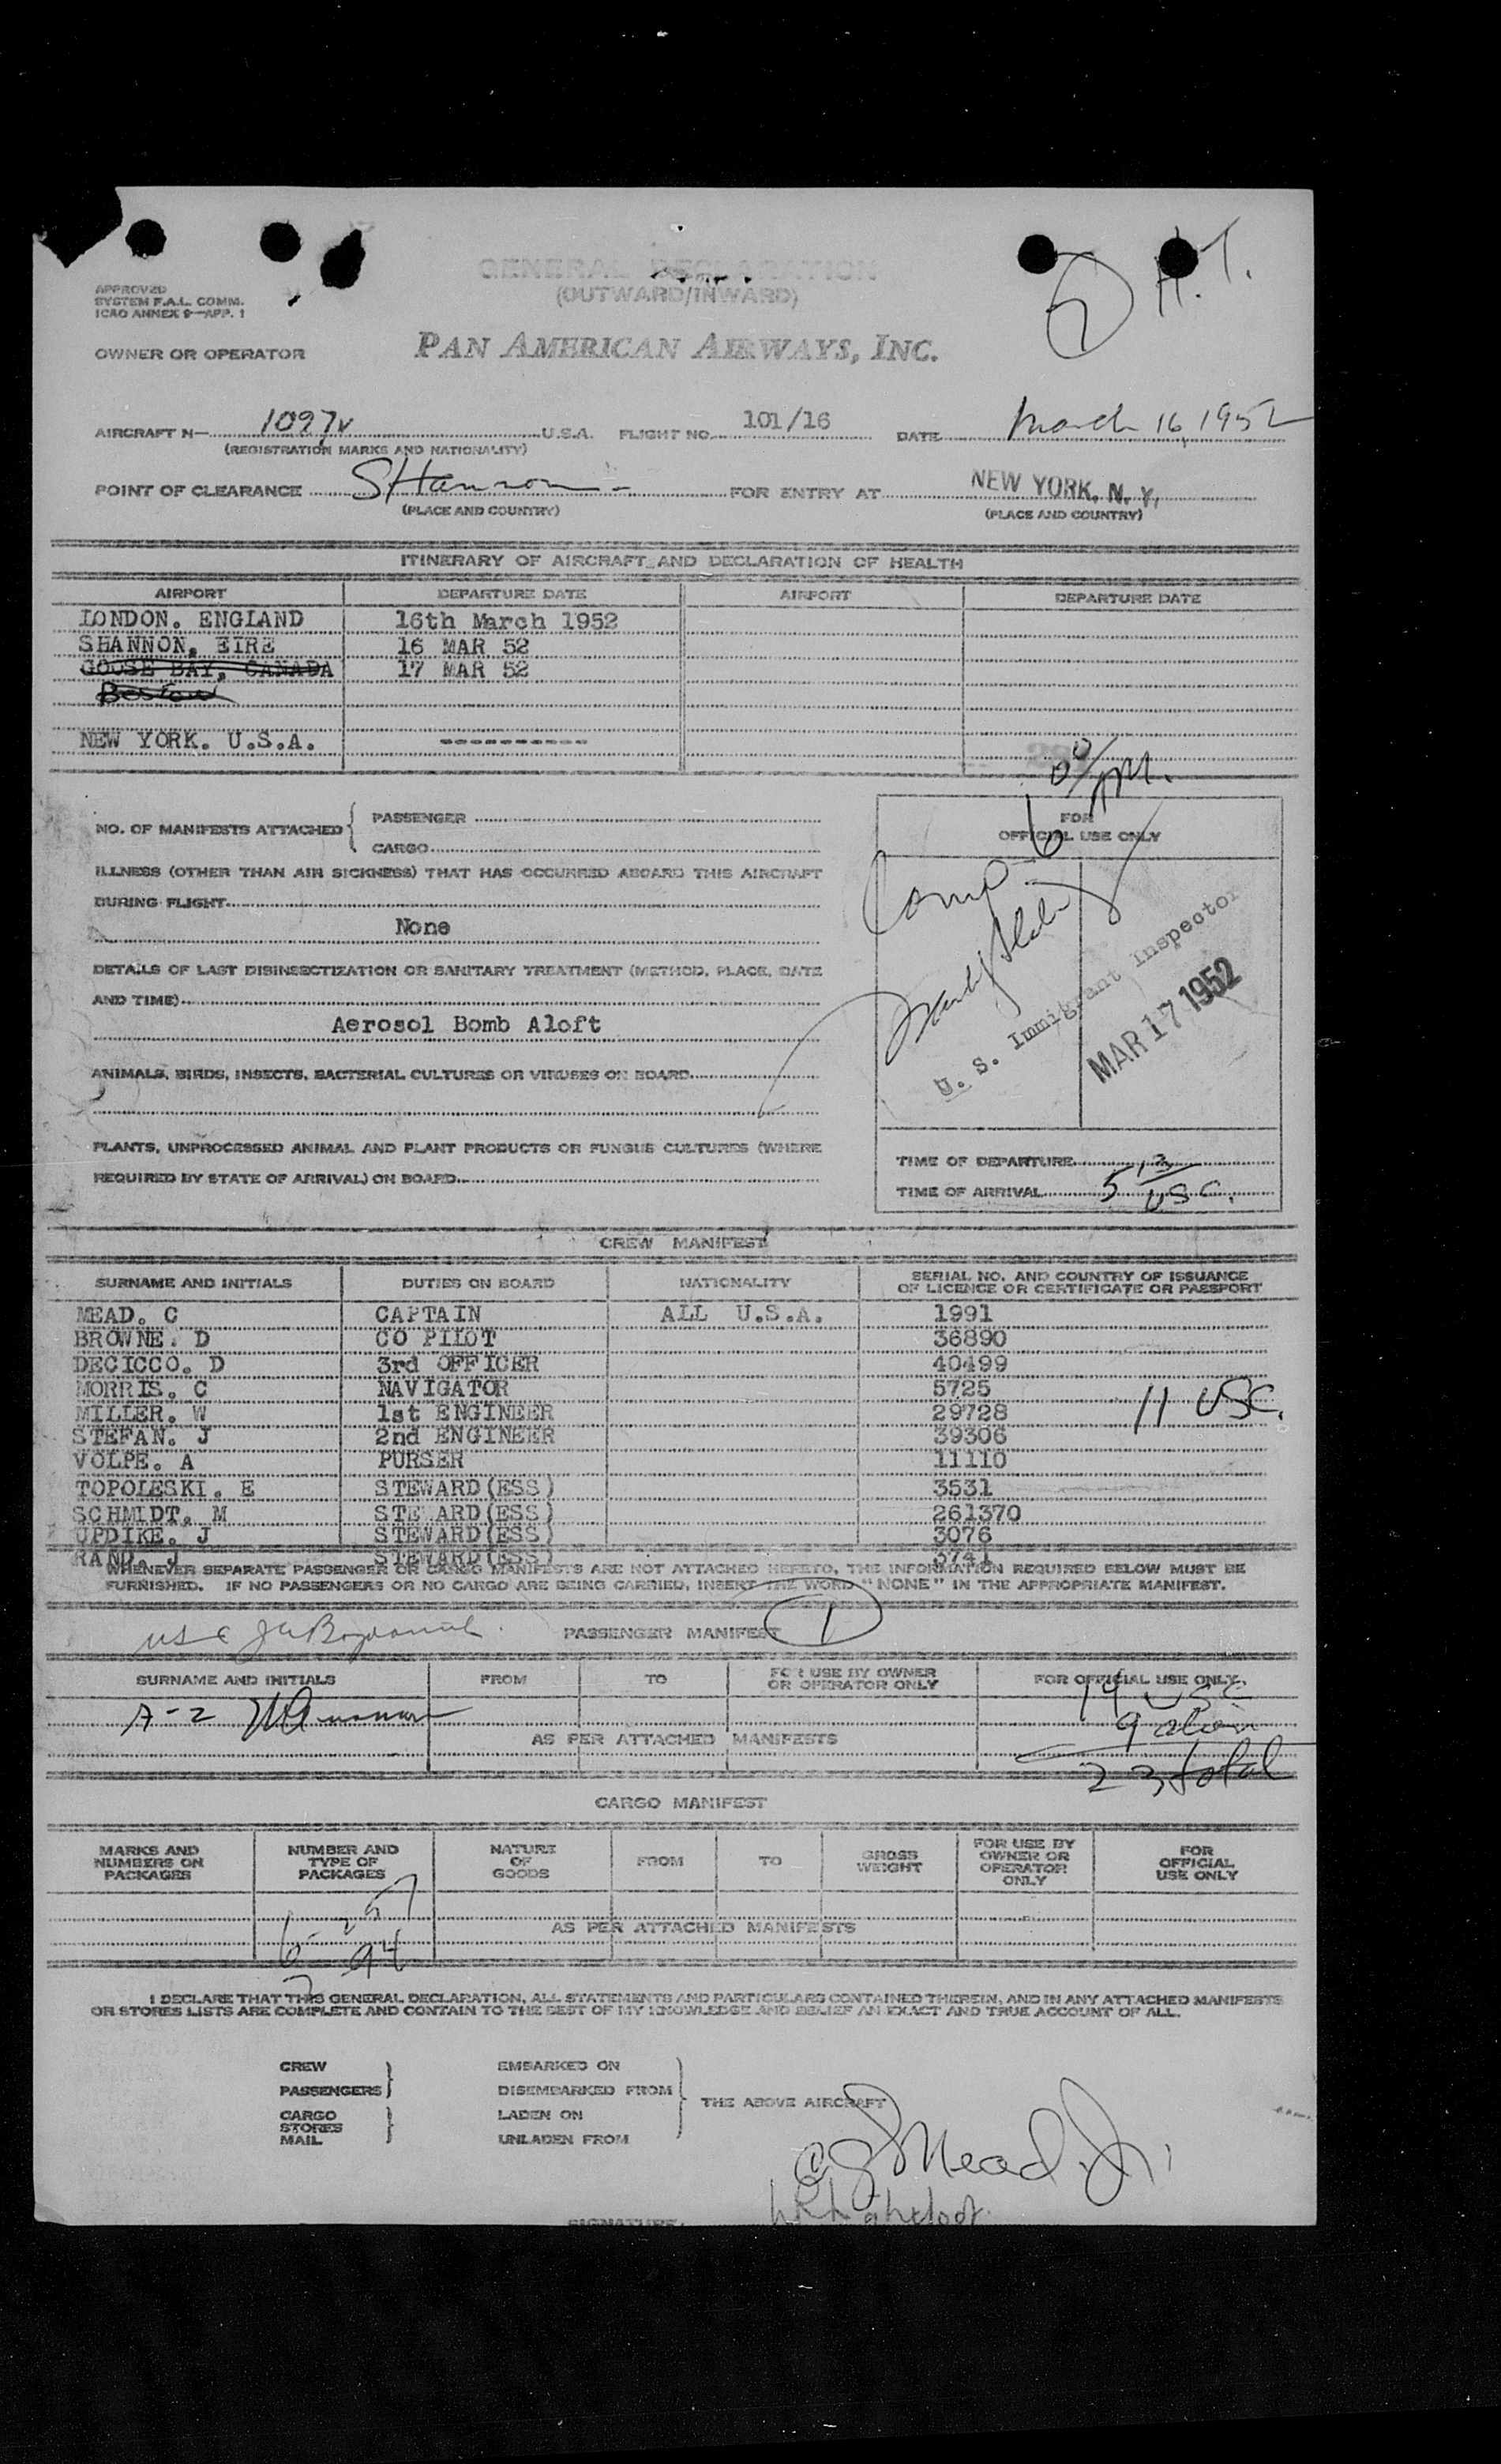 GENERAL DECLARATION
(OUTWARD/INWARD)
H.T.
APPROVED
SYSTEM F.A.L. COMM.
ICAO ANNEX 9—APP. 1
OWNER OR OPERATOR PAN AMERICAN AIRWAYS, INC.
AIRCRAFT N— 1097V U.S.A. FLIGHT NO. 101/16 DATE March 16, 1952
(REGISTRATION MARKS AND NATIONALITY)
POINT OF CLEARANCE SHannon - FOR ENTRY AT NEW YORK, N. Y.
(PLACE AND COUNTRY) (PLACE AND COUNTRY)
ITINERARY OF AIRCRAFT AND DECLARATION OF HEALTH
AIRPORT DEPARTURE DATE AIRPORT DEPARTURE DATE
LONDON. ENGLAND 16th March 1952
SHANNON, EIRE 16 MAR 52
GOOSE BAY, CANADA 17 MAR 52
Boston
NEW YORK. U.S.A. ----------
NO. OF MANIFESTS ATTACHED { PASSENGER
CARGO
FOR
OFFICIAL USE ONLY
Comp. 6 00/AM.
ILLNESS (OTHER THAN AIR SICKNESS) THAT HAS OCCURRED ABOARD THIS AIRCRAFT
DURING FLIGHT
None
DETAILS OF LAST DISINSECTIZATION OR SANITARY TREATMENT (METHOD, PLACE, DATE
AND TIME)
Aerosol Bomb Aloft
U. S. Immigrant Inspector
MAR 17 1952
ANIMALS, BIRDS, INSECTS, BACTERIAL CULTURES OR VIRUSES ON BOARD
PLANTS, UNPROCESSED ANIMAL AND PLANT PRODUCTS OR FUNGUS CULTURES (WHERE
REQUIRED BY STATE OF ARRIVAL) ON BOARD
TIME OF DEPARTURE
TIME OF ARRIVAL 5
CREW MANIFEST
SURNAME AND INITIALS DUTIES ON BOARD NATIONALITY SERIAL NO. AND COUNTRY OF ISSUANCE
OF LICENCE OR CERTIFICATE OR PASSPORT
MEAD. C CAPTAIN ALL U.S.A. 1991
BROWNE. D CO PILOT 36890
DECICCO. D 3rd OFFICER 40499
MORRIS. C NAVIGATOR 5725
MILLER. W 1st ENGINEER 29728 11 USC.
STEFAN. J 2nd ENGINEER 39306
VOLPE. A PURSER 11110
TOPOLESKI. E STEWARD(ESS) 3531
SCHMIDT. M STE ARD(ESS) 261370
UPDIKE. J STEWARD(ESS) 3076
RAND. J STEWARD(ESS) 3741
WHENEVER SEPARATE PASSENGER OR CARGO MANIFESTS ARE NOT ATTACHED HERETO, THE INFORMATION REQUIRED BELOW MUST BE
FURNISHED. IF NO PASSENGERS OR NO CARGO ARE BEING CARRIED, INSERT THE WORD "NONE" IN THE APPROPRIATE MANIFEST.
PASSENGER MANIFEST 1
SURNAME AND INITIALS FROM TO FOR USE BY OWNER
OR OPERATOR ONLY FOR OFFICIAL USE ONLY
14 USC
A-2 9 alien
AS PER ATTACHED MANIFESTS
23 total
CARGO MANIFEST
MARKS AND
NUMBERS ON
PACKAGES NUMBER AND
TYPE OF
PACKAGES NATURE
OF
GOODS FROM TO GROSS
WEIGHT FOR USE BY
OWNER OR
OPERATOR
ONLY FOR
OFFICIAL
USE ONLY
AS PER ATTACHED MANIFESTS
94
I DECLARE THAT THIS GENERAL DECLARATION, ALL STATEMENTS AND PARTICULARS CONTAINED THEREIN, AND IN ANY ATTACHED MANIFESTS
OR STORES LISTS ARE COMPLETE AND CONTAIN TO THE BEST OF MY KNOWLEDGE AND BELIEF AN EXACT AND TRUE ACCOUNT OF ALL.
CREW EMBARKED ON
PASSENGERS } DISEMBARKED FROM
THE ABOVE AIRCRAFT
CARGO LADEN ON
STORES
MAIL UNLADEN FROM
C J Mead Jr.
SIGNATURE